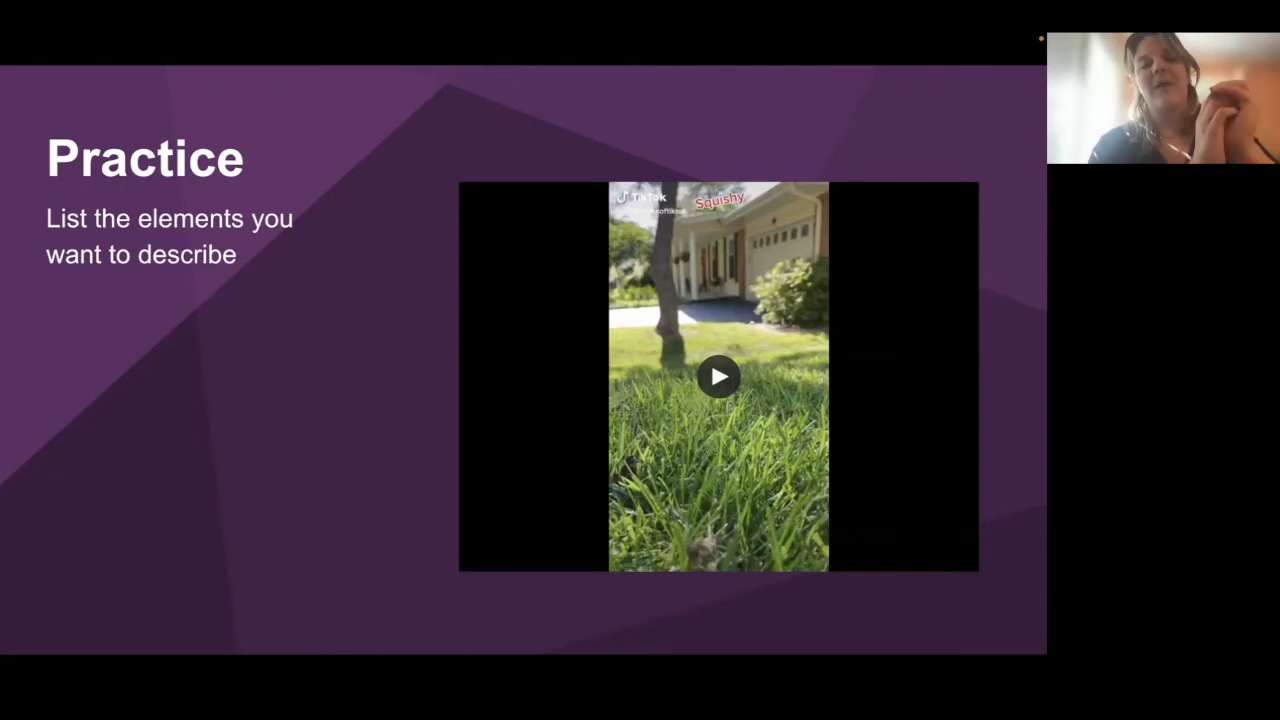 Practice
List the elements you
want to describe
TikTok
Squishy